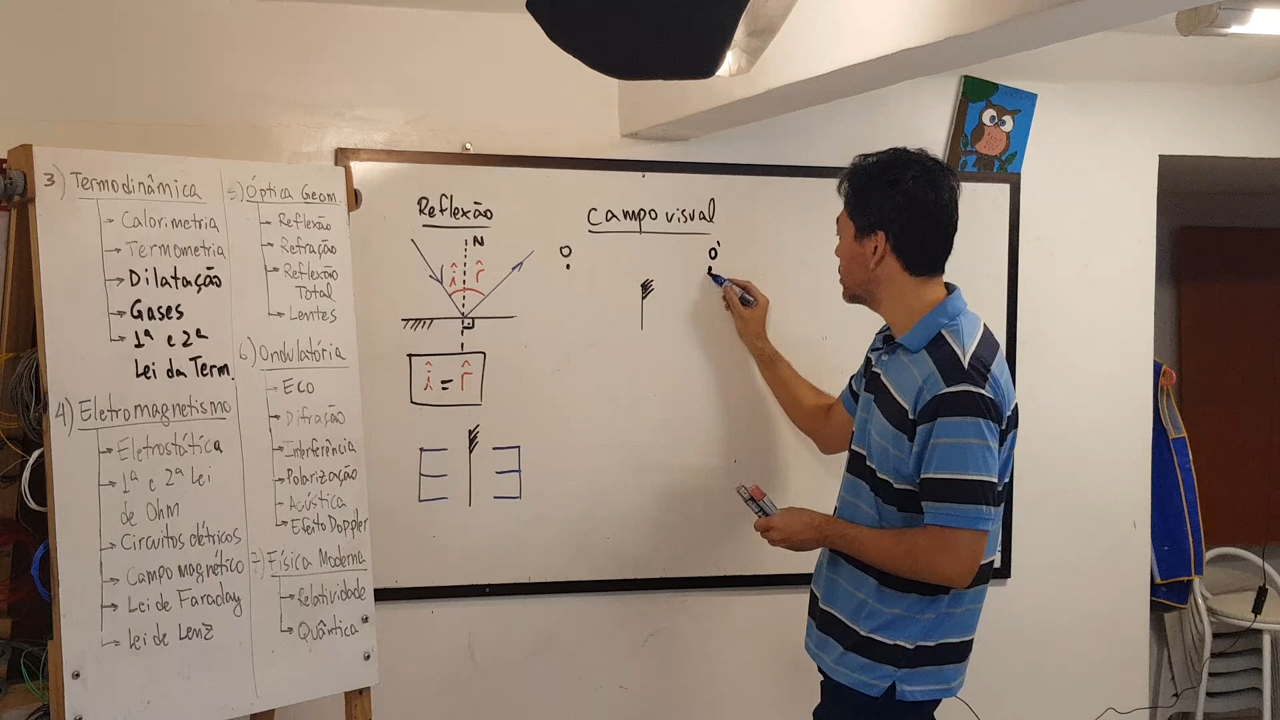 3) Termodinâmica
Calorimetria
Termometria
Dilatação
Gases
1ª e 2ª
Lei da Term.
4) Eletromagnetismo
Eletrostática
1ª e 2ª Lei
de Ohm
Circuitos elétricos
Campo magnético
Lei de Faraday
Lei de Lenz
5) Óptica Geom.
Reflexão
Refração
Reflexão
Total
Lentes
6) Ondulatória
Eco
Difração
Interferência
Polarização
Acústica
Efeito Doppler
7) Física Moderna
Relatividade
Quântica
Reflexão
N
î r̂
î = r̂
E
Campo visual
O O'